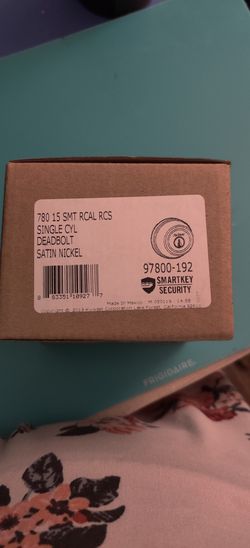 780 15 SMT RCAL RCS
SINGLE CYL
DEADBOLT
SATIN NICKEL
97800-192
SMARTKEY
SECURITY
Made in Mexico
FRIGIDAIRE